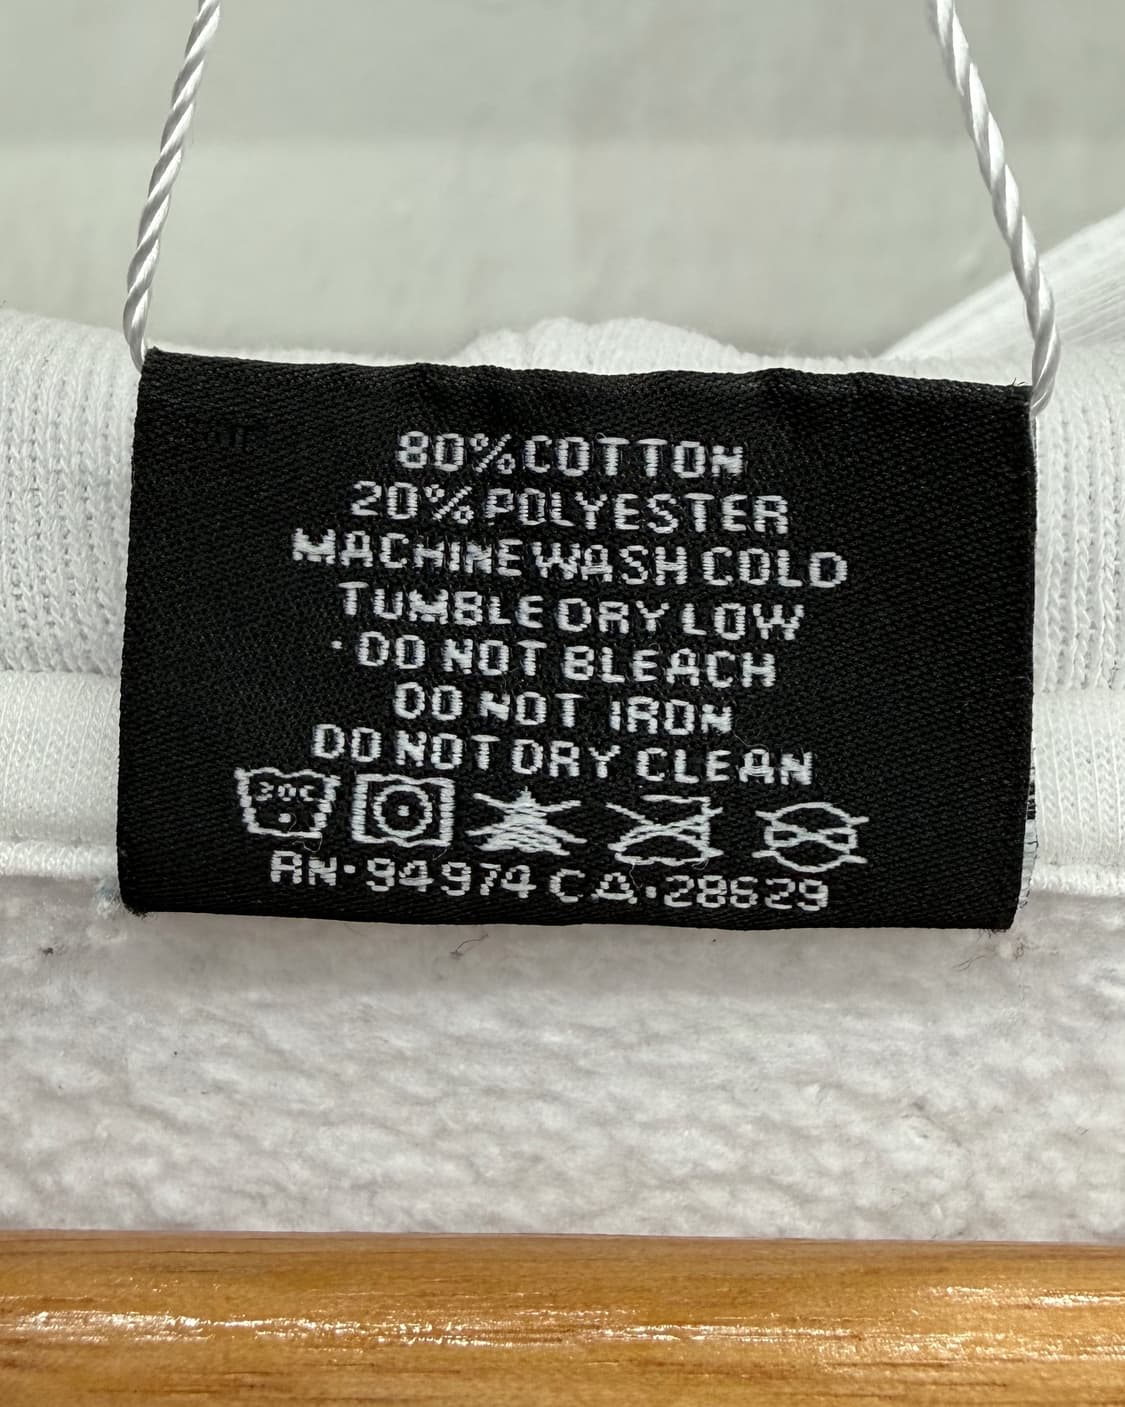 80% COTTON
20% POLYESTER
MACHINE WASH COLD
TUMBLE DRY LOW
· DO NOT BLEACH
DO NOT IRON
DO NOT DRY CLEAN
30C
RN·94974 CA·28629